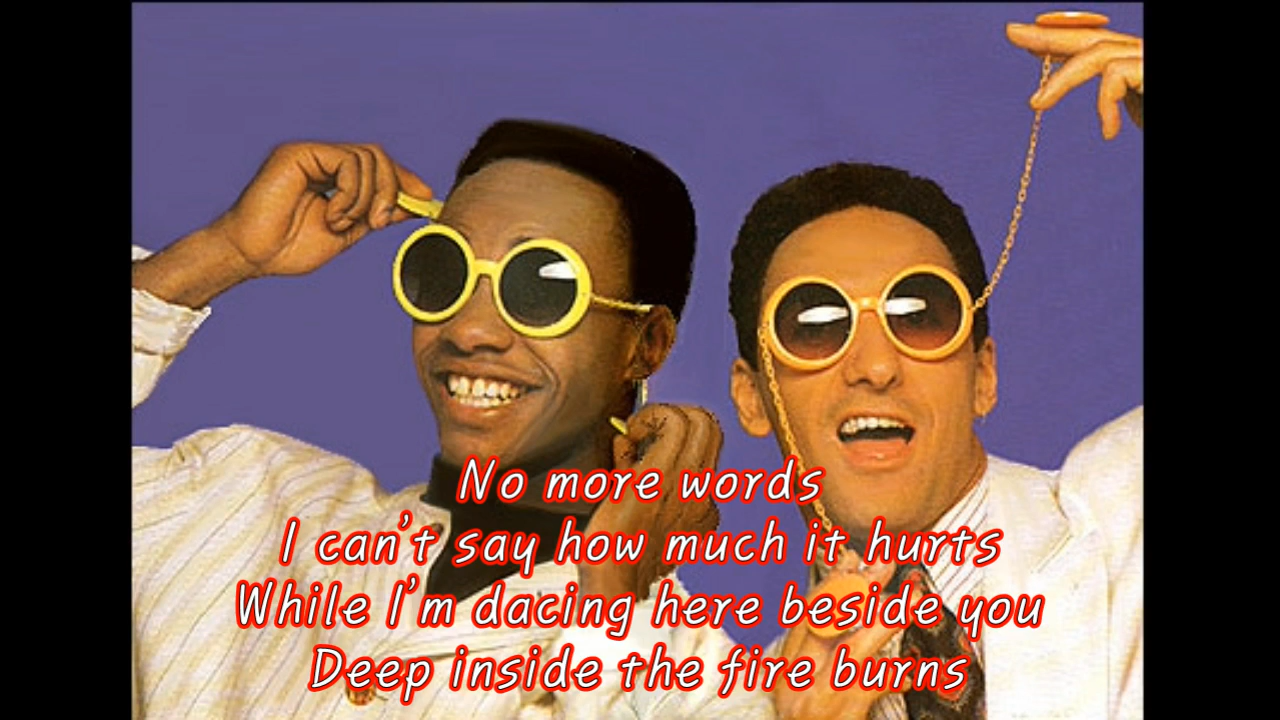 No more words
I can't say how much it hurts
While I'm dacing here beside you
Deep inside the fire burns